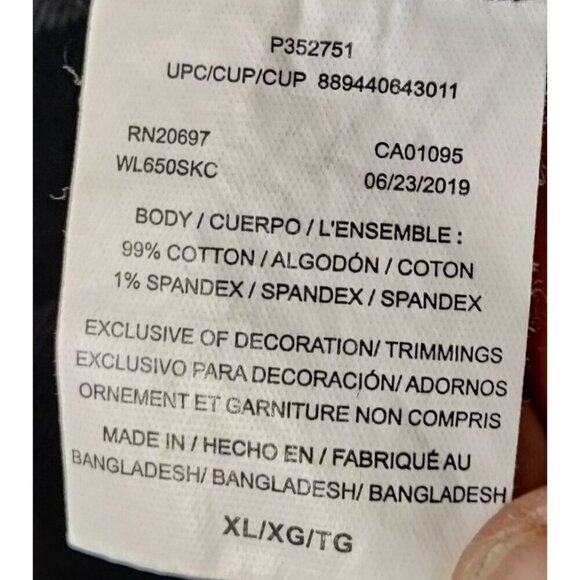 P352751
UPC/CUP/CUP 889440643011
RN20697 CA01095
WL650SKC 06/23/2019
BODY / CUERPO / L'ENSEMBLE :
99% COTTON / ALGODÓN / COTON
1% SPANDEX / SPANDEX / SPANDEX
EXCLUSIVE OF DECORATION/ TRIMMINGS
EXCLUSIVO PARA DECORACIÓN/ ADORNOS
ORNEMENT ET GARNITURE NON COMPRIS
MADE IN / HECHO EN / FABRIQUÉ AU
BANGLADESH/ BANGLADESH/ BANGLADESH
XL/XG/TG